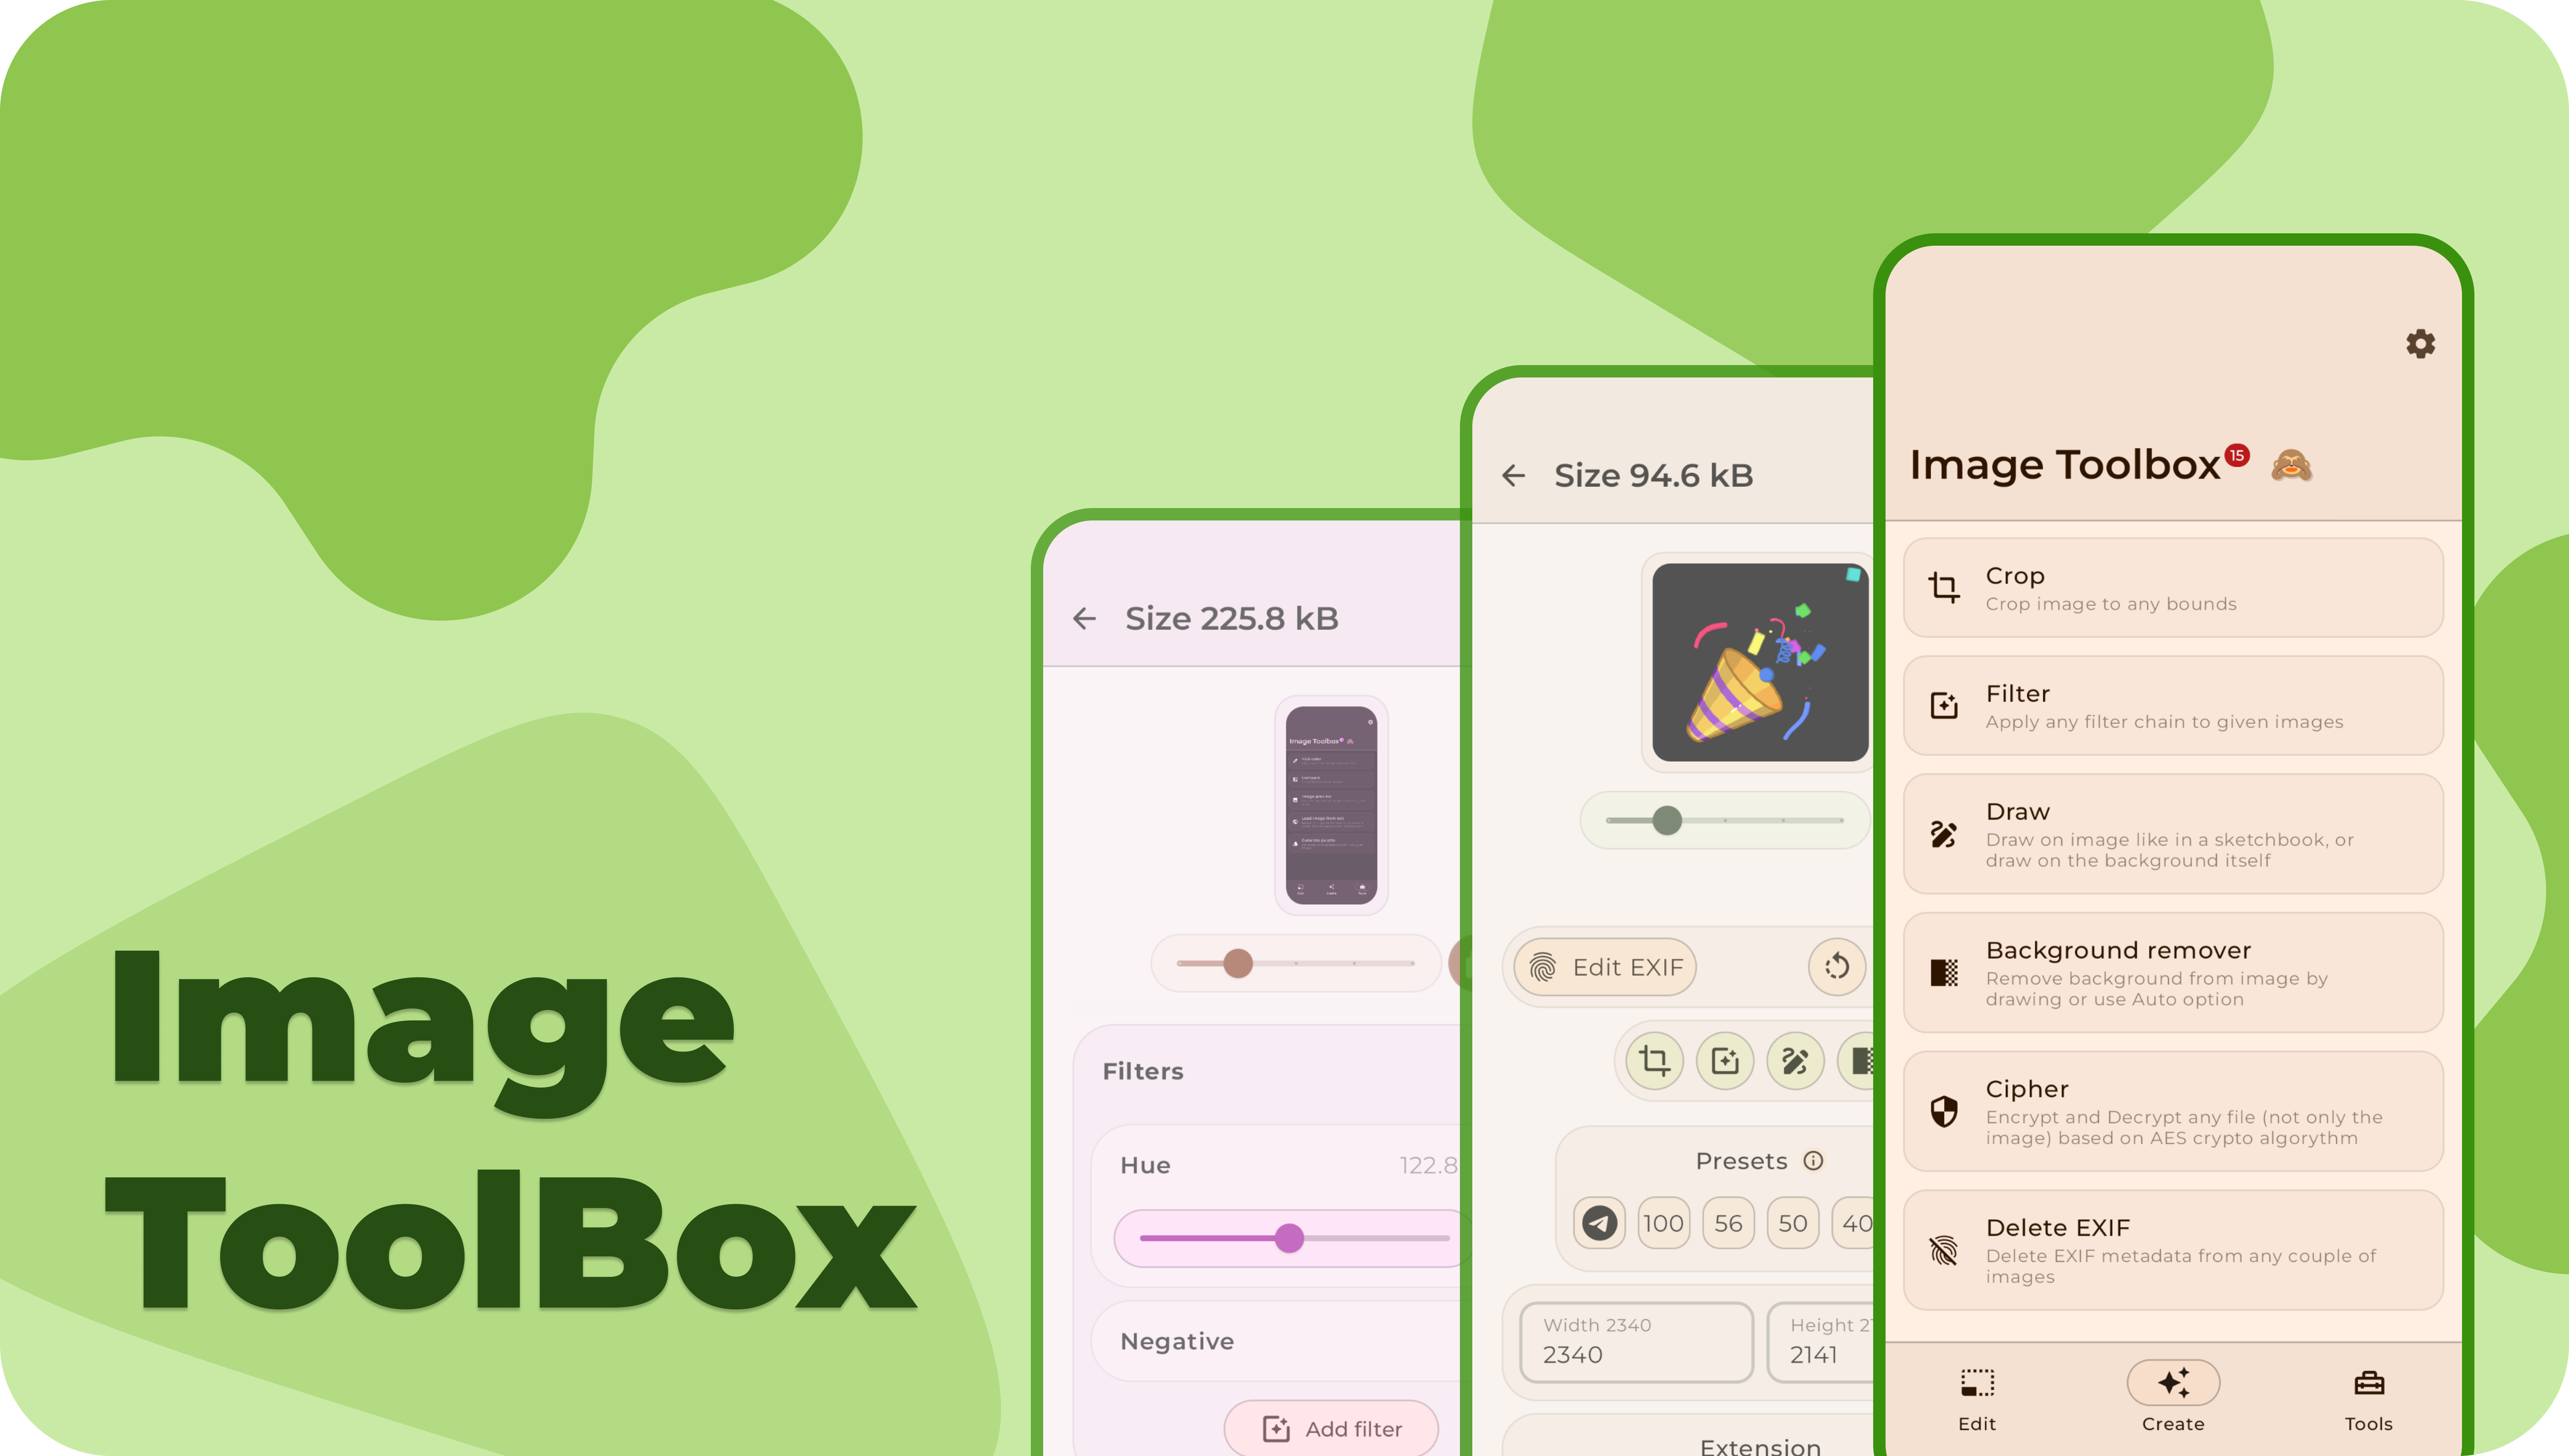 Image
ToolBox
Size 225.8 kB
Image Toolbox
Filters
Hue 122.8
Negative
Add filter
Size 94.6 kB
Edit EXIF
Presets
100 56 50 40
Width 2340
2340
Height 21
2141
Extension
Image Toolbox 15
Crop
Crop image to any bounds
Filter
Apply any filter chain to given images
Draw
Draw on image like in a sketchbook, or
draw on the background itself
Background remover
Remove background from image by
drawing or use Auto option
Cipher
Encrypt and Decrypt any file (not only the
image) based on AES crypto algorythm
Delete EXIF
Delete EXIF metadata from any couple of
images
Edit Create Tools